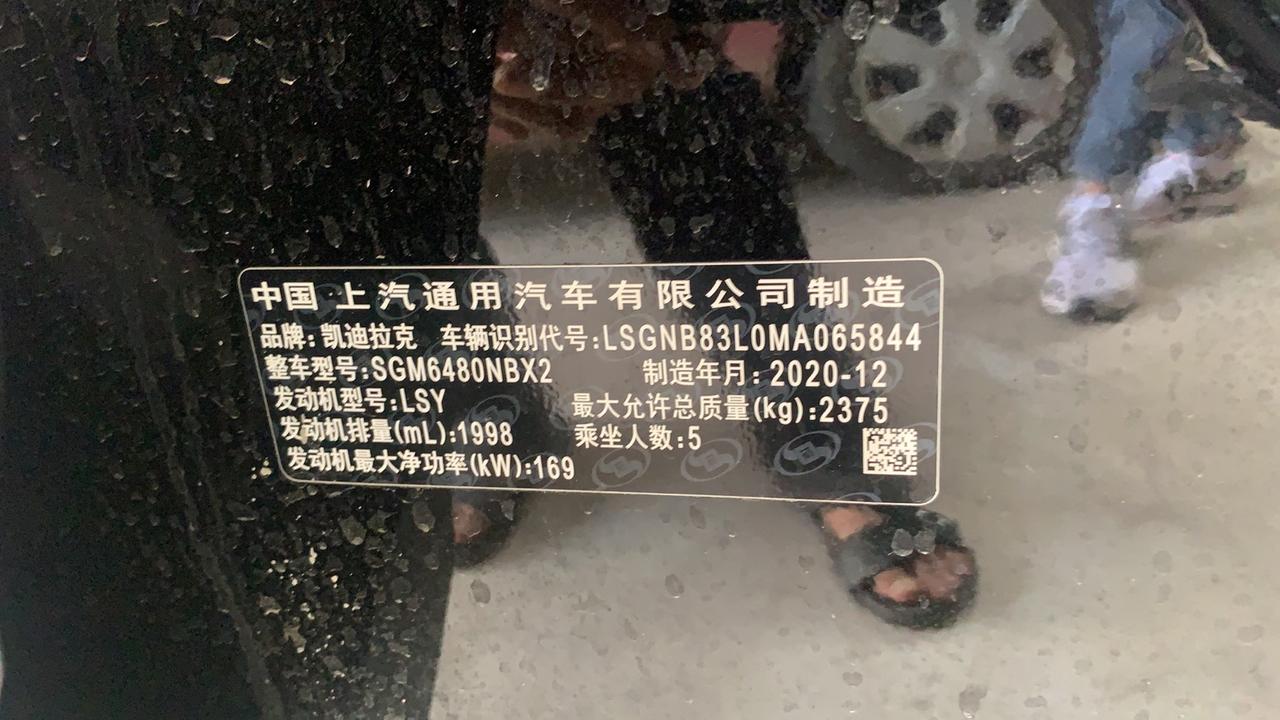 中国 上汽通用汽车有限公司制造
品牌:凯迪拉克 车辆识别代号:LSGNB83L0MA065844
整车型号:SGM6480NBX2 制造年月:2020-12
发动机型号:LSY 最大允许总质量(kg):2375
发动机排量(mL):1998 乘坐人数:5
发动机最大净功率(kW):169